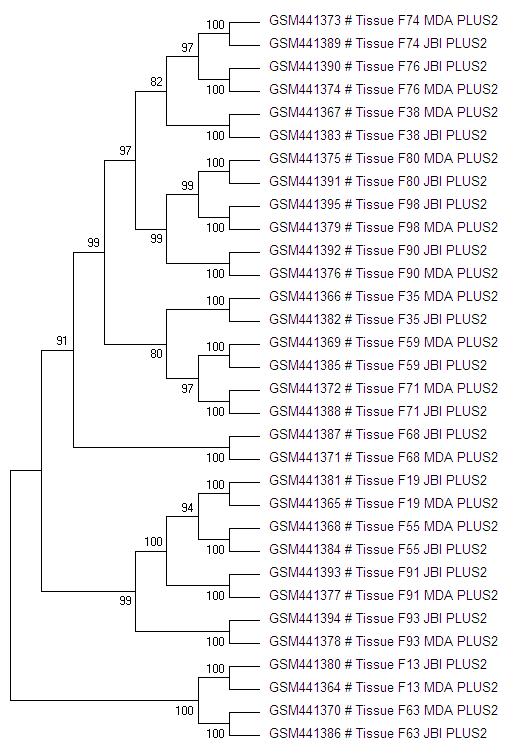 100
GSM441373 # Tissue F74 MDA PLUS2
97
GSM441389 # Tissue F74 JBI PLUS2
GSM441390 # Tissue F76 JBI PLUS2
82
100
GSM441374 # Tissue F76 MDA PLUS2
GSM441367 # Tissue F38 MDA PLUS2
100
GSM441383 # Tissue F38 JBI PLUS2
97
100
GSM441375 # Tissue F80 MDA PLUS2
99
GSM441391 # Tissue F80 JBI PLUS2
GSM441395 # Tissue F98 JBI PLUS2
100
GSM441379 # Tissue F98 MDA PLUS2
99
99
GSM441392 # Tissue F90 JBI PLUS2
100
GSM441376 # Tissue F90 MDA PLUS2
100
GSM441366 # Tissue F35 MDA PLUS2
GSM441382 # Tissue F35 JBI PLUS2
91
100
GSM441369 # Tissue F59 MDA PLUS2
80
GSM441385 # Tissue F59 JBI PLUS2
97
GSM441372 # Tissue F71 MDA PLUS2
100
GSM441388 # Tissue F71 JBI PLUS2
GSM441387 # Tissue F68 JBI PLUS2
100
GSM441371 # Tissue F68 MDA PLUS2
100
GSM441381 # Tissue F19 JBI PLUS2
94
GSM441365 # Tissue F19 MDA PLUS2
GSM441368 # Tissue F55 MDA PLUS2
100
100
GSM441384 # Tissue F55 JBI PLUS2
GSM441393 # Tissue F91 JBI PLUS2
100
GSM441377 # Tissue F91 MDA PLUS2
99
GSM441394 # Tissue F93 JBI PLUS2
100
GSM441378 # Tissue F93 MDA PLUS2
100
GSM441380 # Tissue F13 JBI PLUS2
GSM441364 # Tissue F13 MDA PLUS2
100
GSM441370 # Tissue F63 MDA PLUS2
100
GSM441386 # Tissue F63 JBI PLUS2